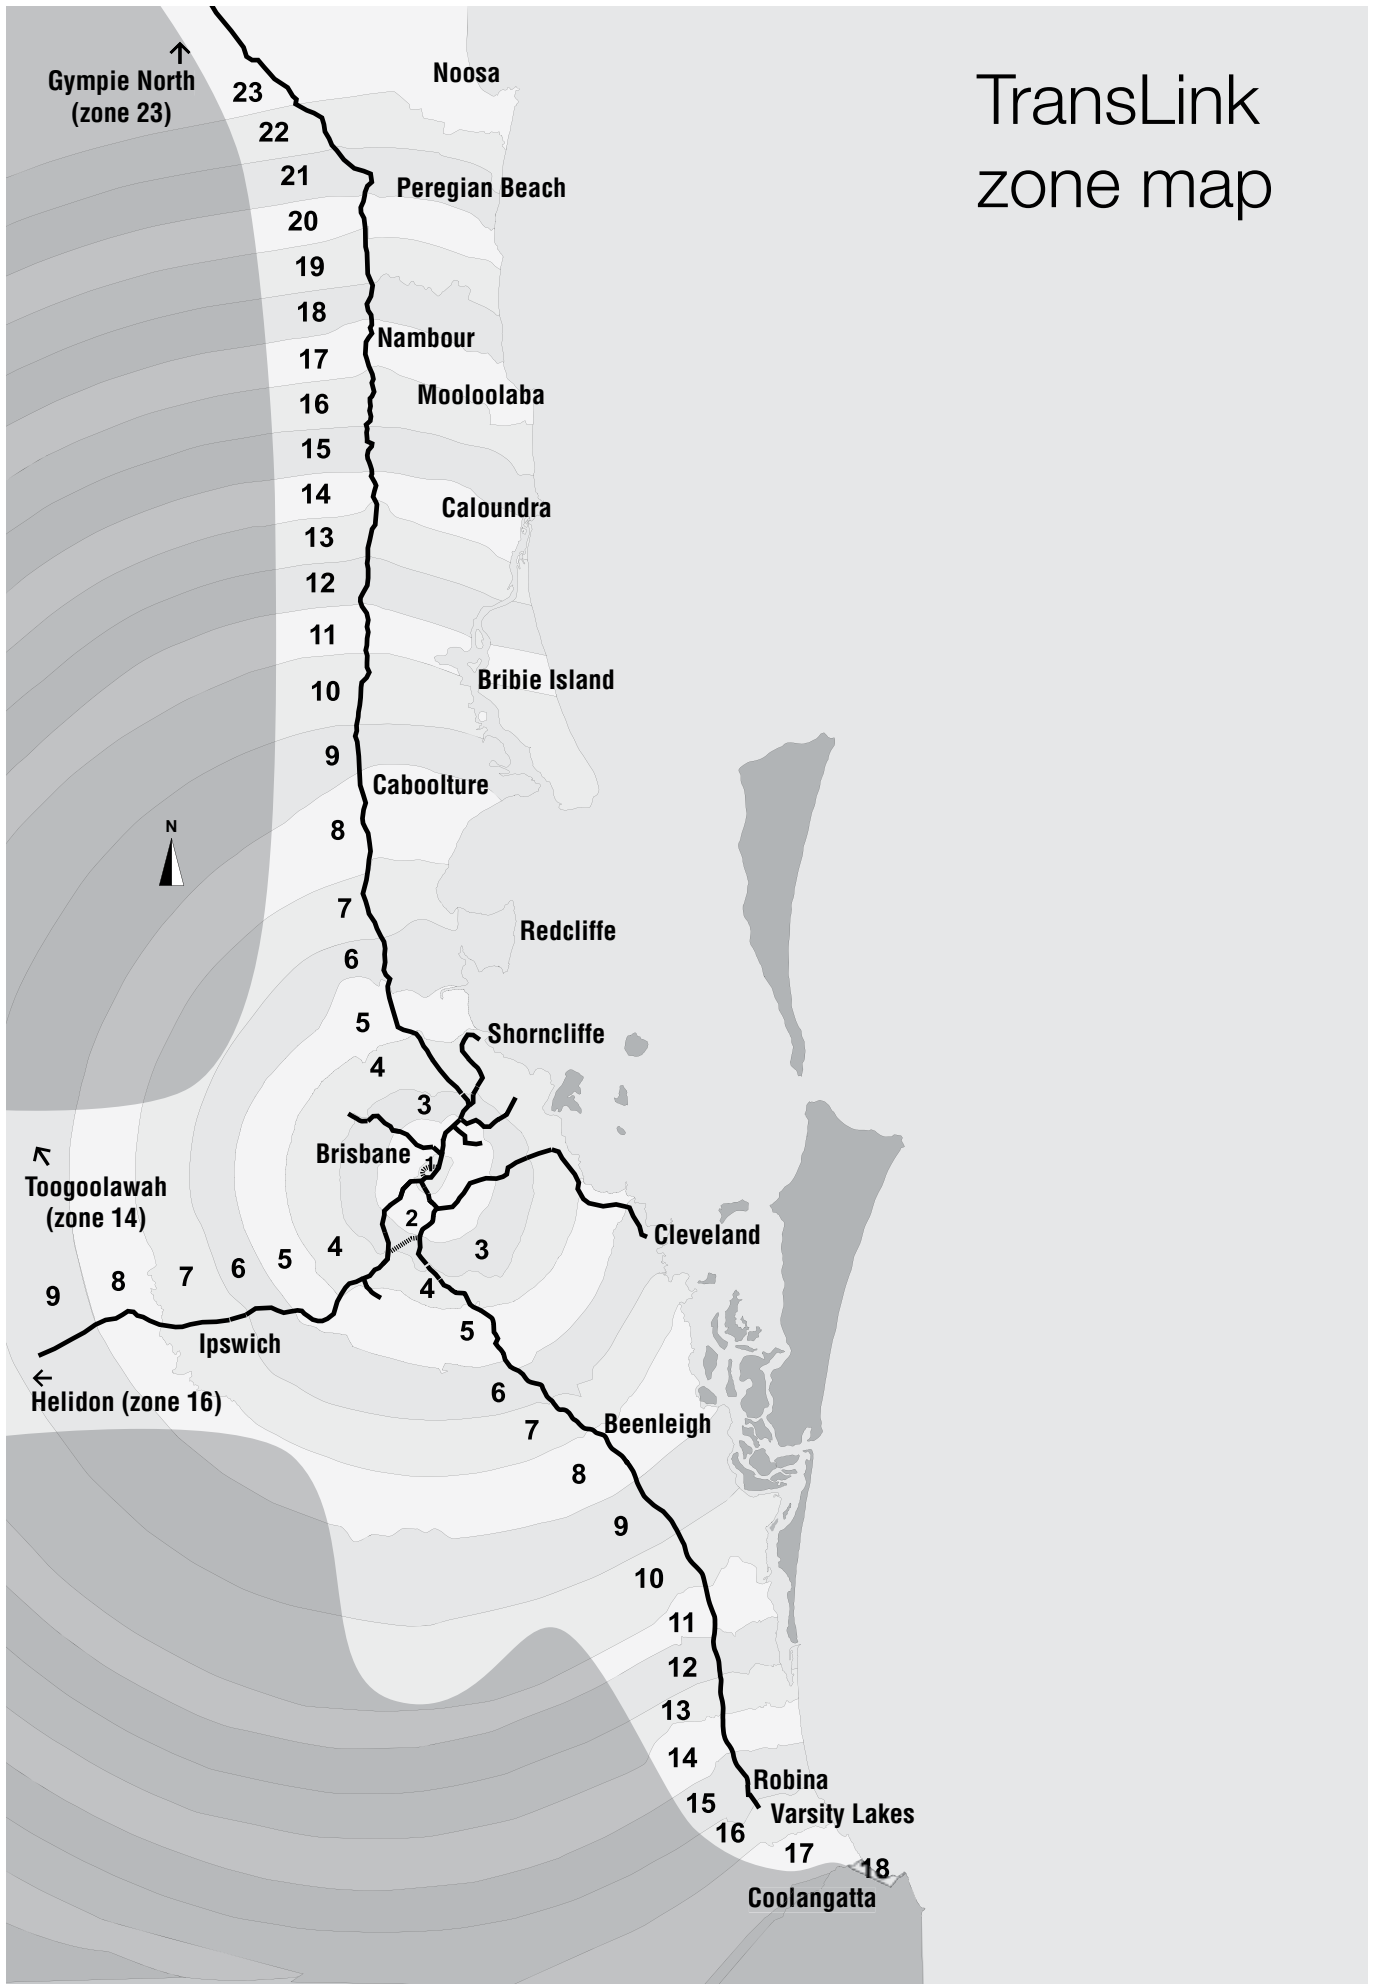 TransLink
zone map
Noosa
Gympie North
(zone 23)
23
22
21
Peregian Beach
20
19
18
Nambour
17
Mooloolaba
16
15
14
Caloundra
13
12
11
Bribie Island
10
9
Caboolture
8
N
7
Redcliffe
6
5
Shorncliffe
4
3
Brisbane
1
Toogoolawah
(zone 14)
2
Cleveland
3
4
5
6
7
8
9
4
5
Ipswich
Helidon (zone 16)
6
Beenleigh
7
8
9
10
11
12
13
14
Robina
15
Varsity Lakes
16
17
18
Coolangatta